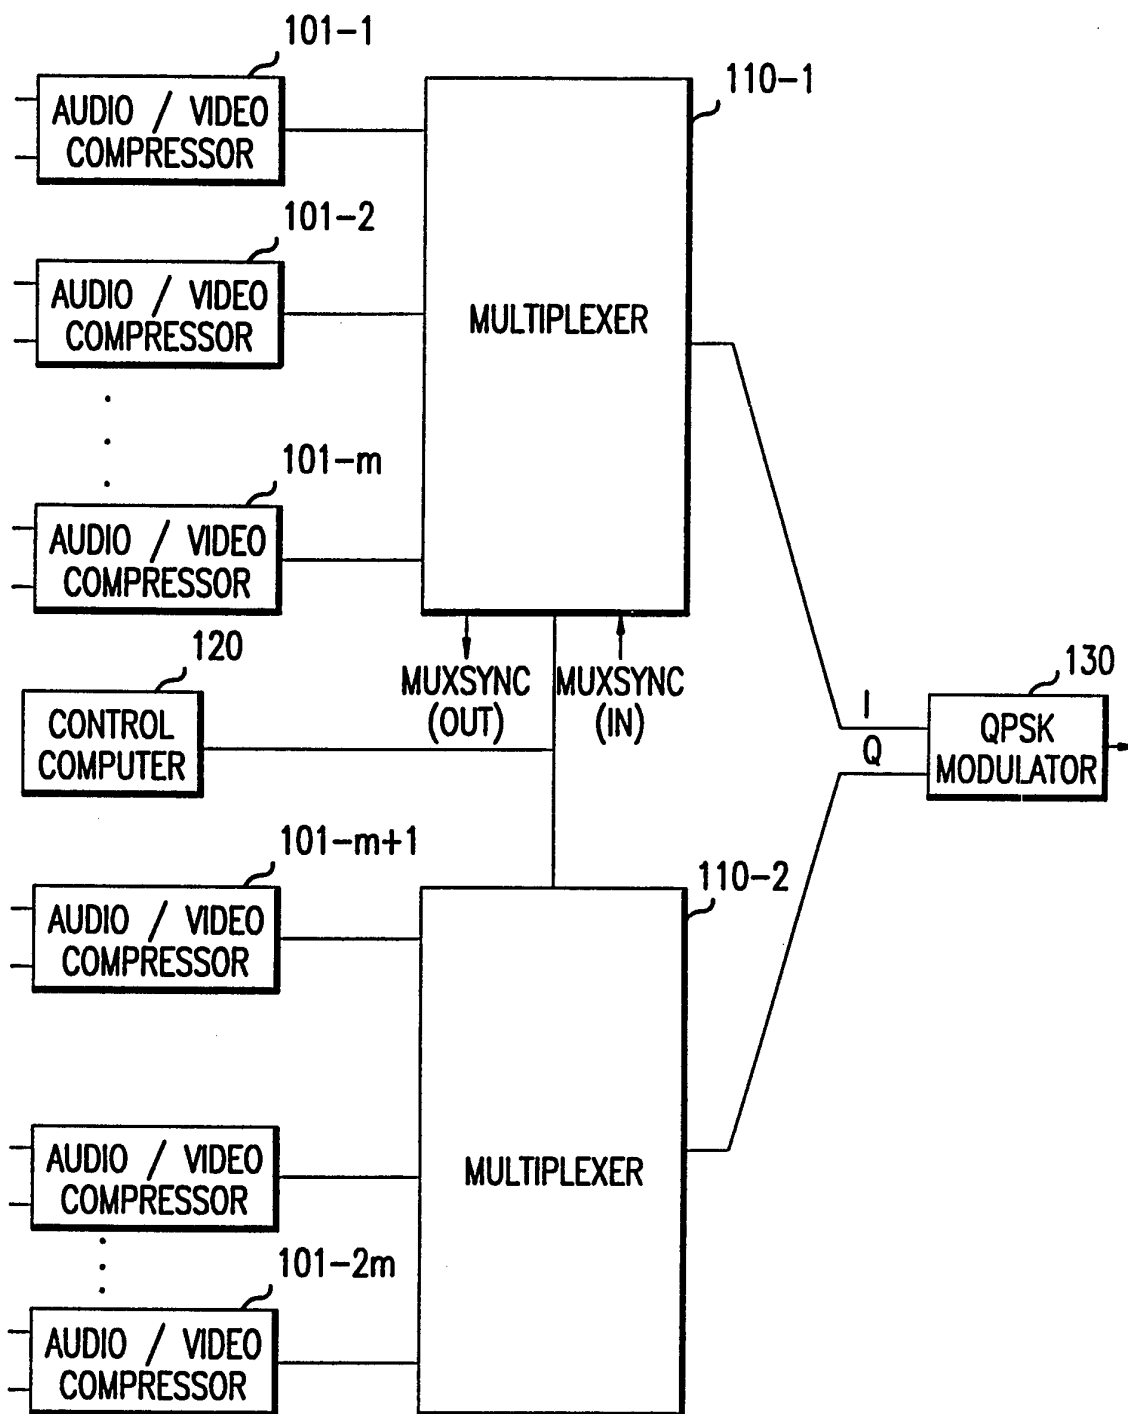 101-1
AUDIO / VIDEO
COMPRESSOR
110-1
101-2
AUDIO / VIDEO
COMPRESSOR
MULTIPLEXER
101-m
AUDIO / VIDEO
COMPRESSOR
120
CONTROL
COMPUTER
MUXSYNC
(OUT)
MUXSYNC
(IN)
I
Q
130
QPSK
MODULATOR
101-m+1
AUDIO / VIDEO
COMPRESSOR
110-2
MULTIPLEXER
AUDIO / VIDEO
COMPRESSOR
101-2m
AUDIO / VIDEO
COMPRESSOR